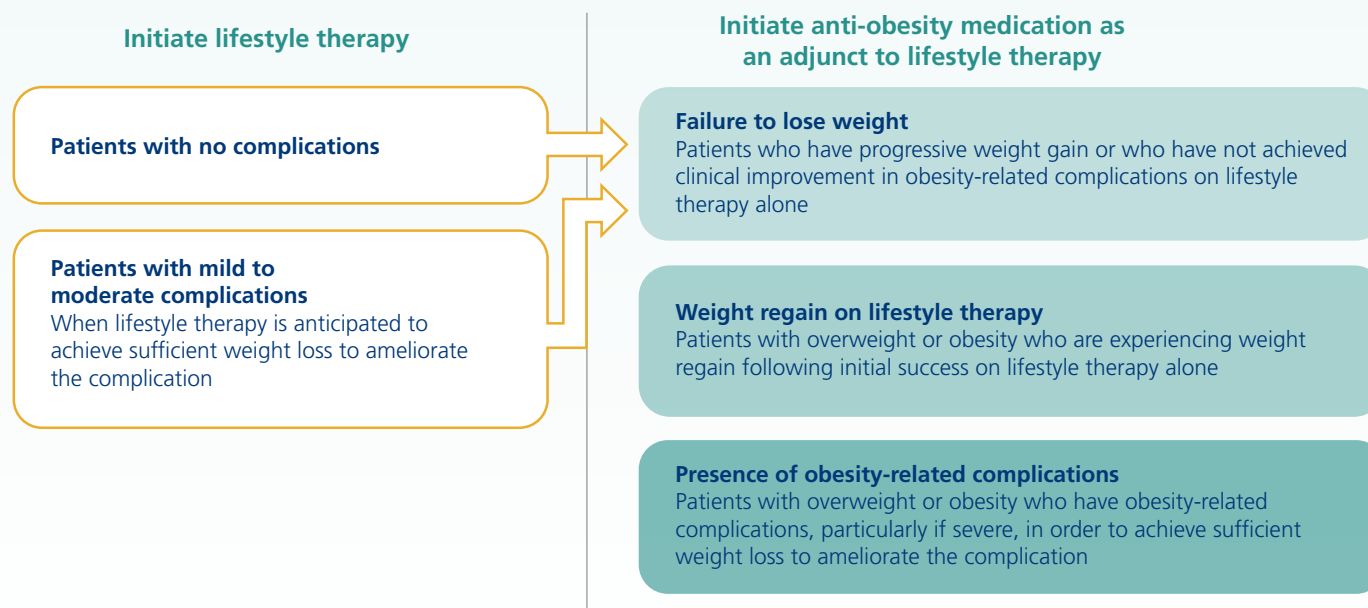 Initiate lifestyle therapy
Patients with no complications
Patients with mild to
moderate complications
When lifestyle therapy is anticipated to
achieve sufficient weight loss to ameliorate
the complication
Initiate anti-obesity medication as
an adjunct to lifestyle therapy
Failure to lose weight
Patients who have progressive weight gain or who have not achieved
clinical improvement in obesity-related complications on lifestyle
therapy alone
Weight regain on lifestyle therapy
Patients with overweight or obesity who are experiencing weight
regain following initial success on lifestyle therapy alone
Presence of obesity-related complications
Patients with overweight or obesity who have obesity-related
complications, particularly if severe, in order to achieve sufficient
weight loss to ameliorate the complication